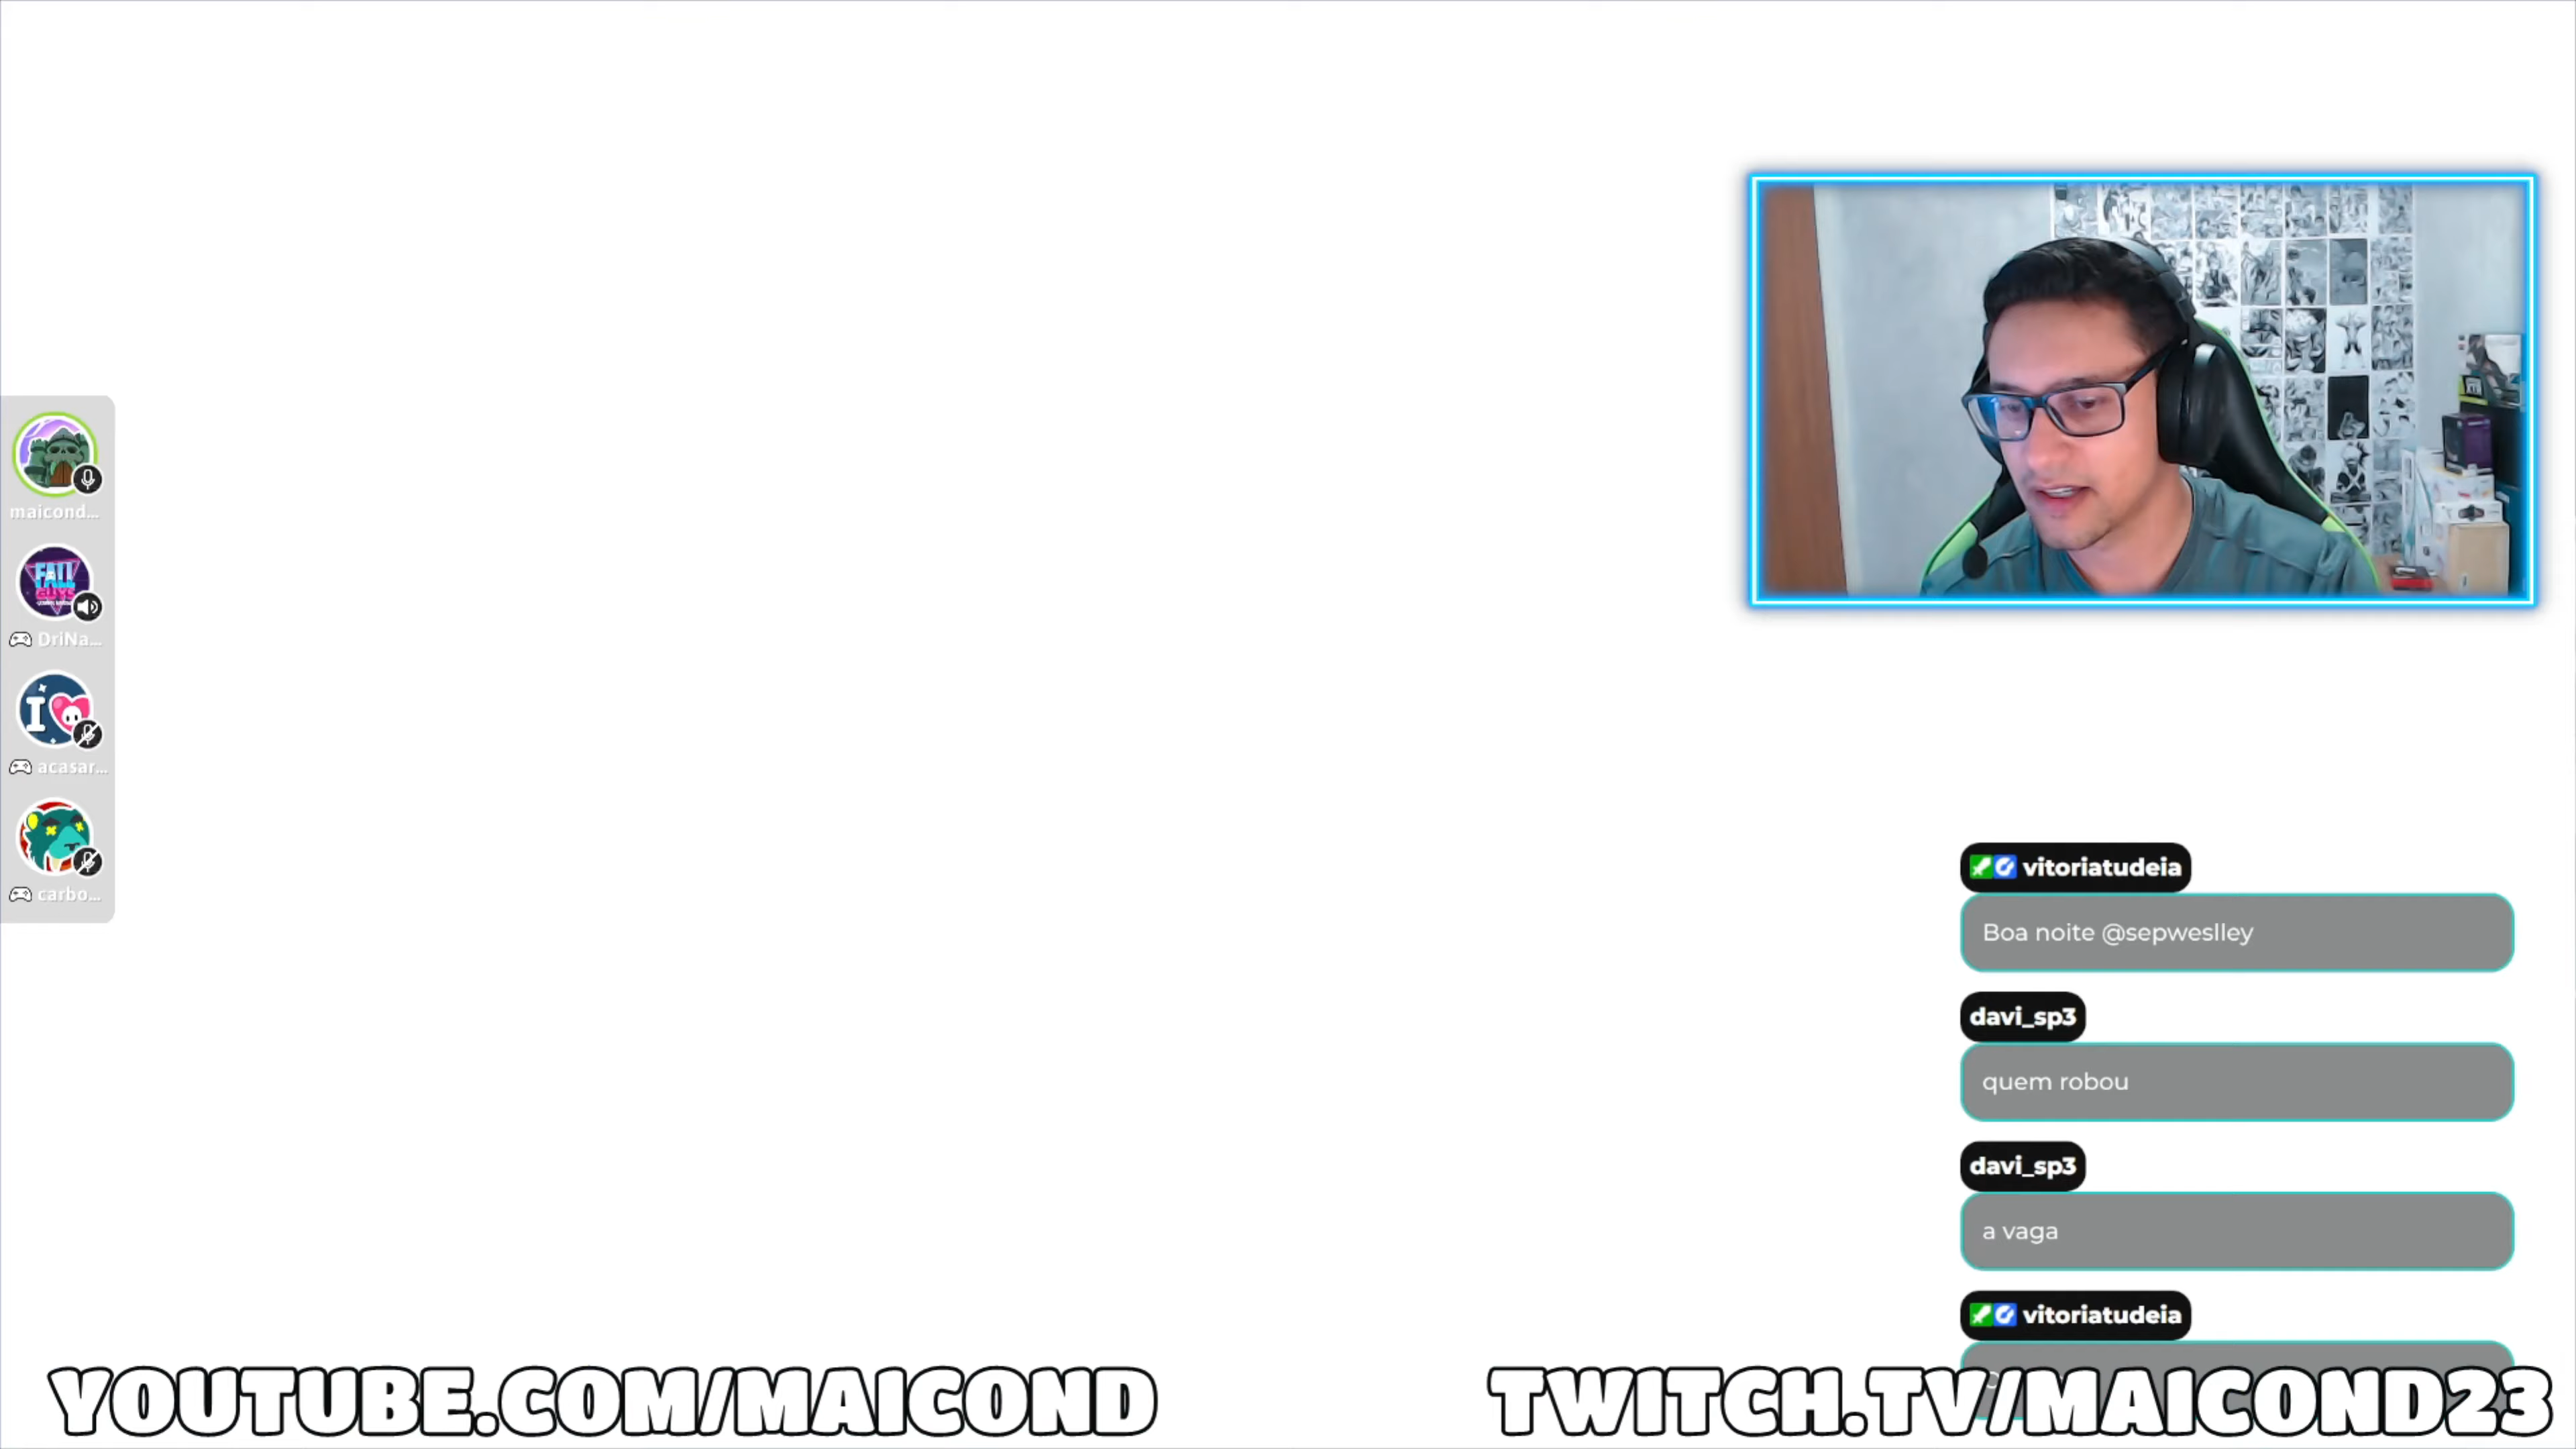 maicond...
FALL
DriNa...
I
acasar...
carbo...
vitoriatudeia
Boa noite @sepweslley
davi_sp3
quem robou
davi_sp3
a vaga
vitoriatudeia
YOUTUBE.COM/MAICOND
TWITCH.TV/MAICOND23